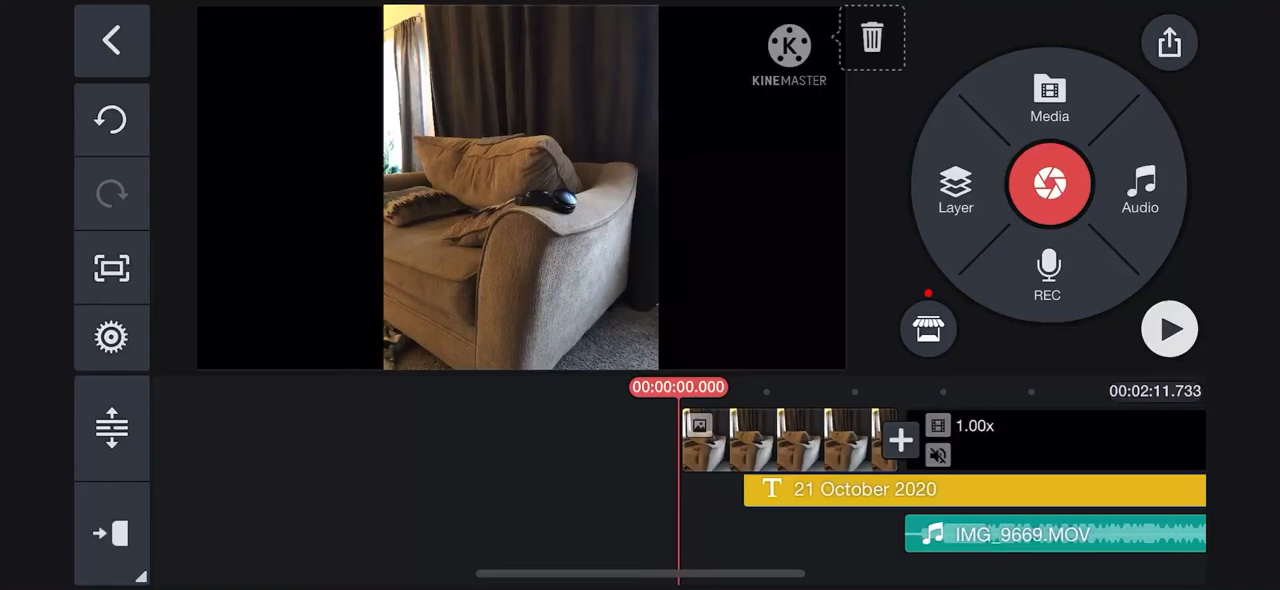 K
KINEMASTER
Media
Layer
Audio
REC
00:00:00.000
00:02:11.733
1.00x
T 21 October 2020
IMG_9669.MOV